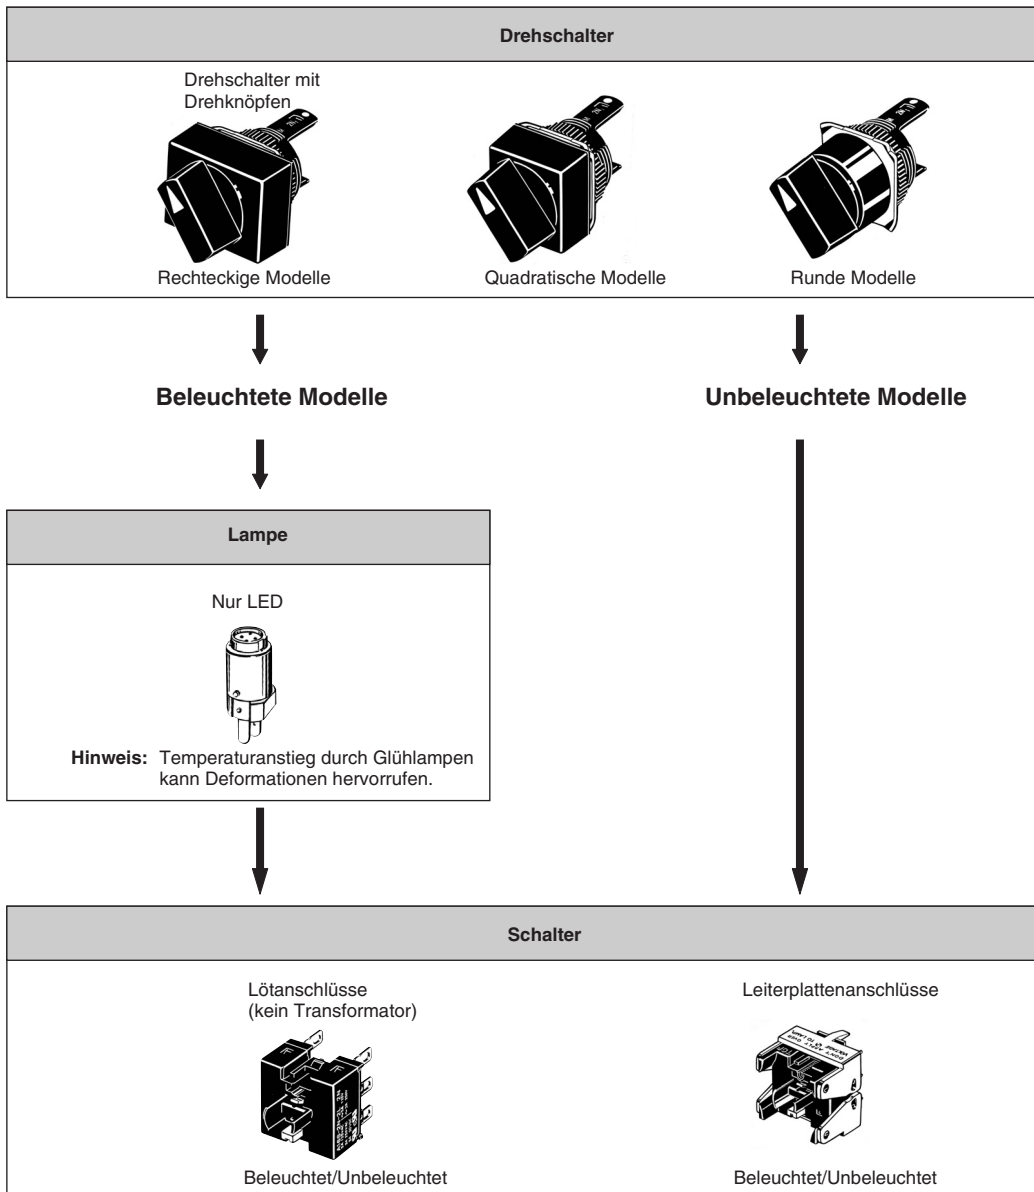 Drehschalter
Drehschalter mit
Drehknöpfen
Rechteckige Modelle
Quadratische Modelle
Runde Modelle
Beleuchtete Modelle
Unbeleuchtete Modelle
Lampe
Nur LED
Hinweis: Temperaturanstieg durch Glühlampen
kann Deformationen hervorrufen.
Schalter
Lötanschlüsse
(kein Transformator)
Leiterplattenanschlüsse
Beleuchtet/Unbeleuchtet
Beleuchtet/Unbeleuchtet